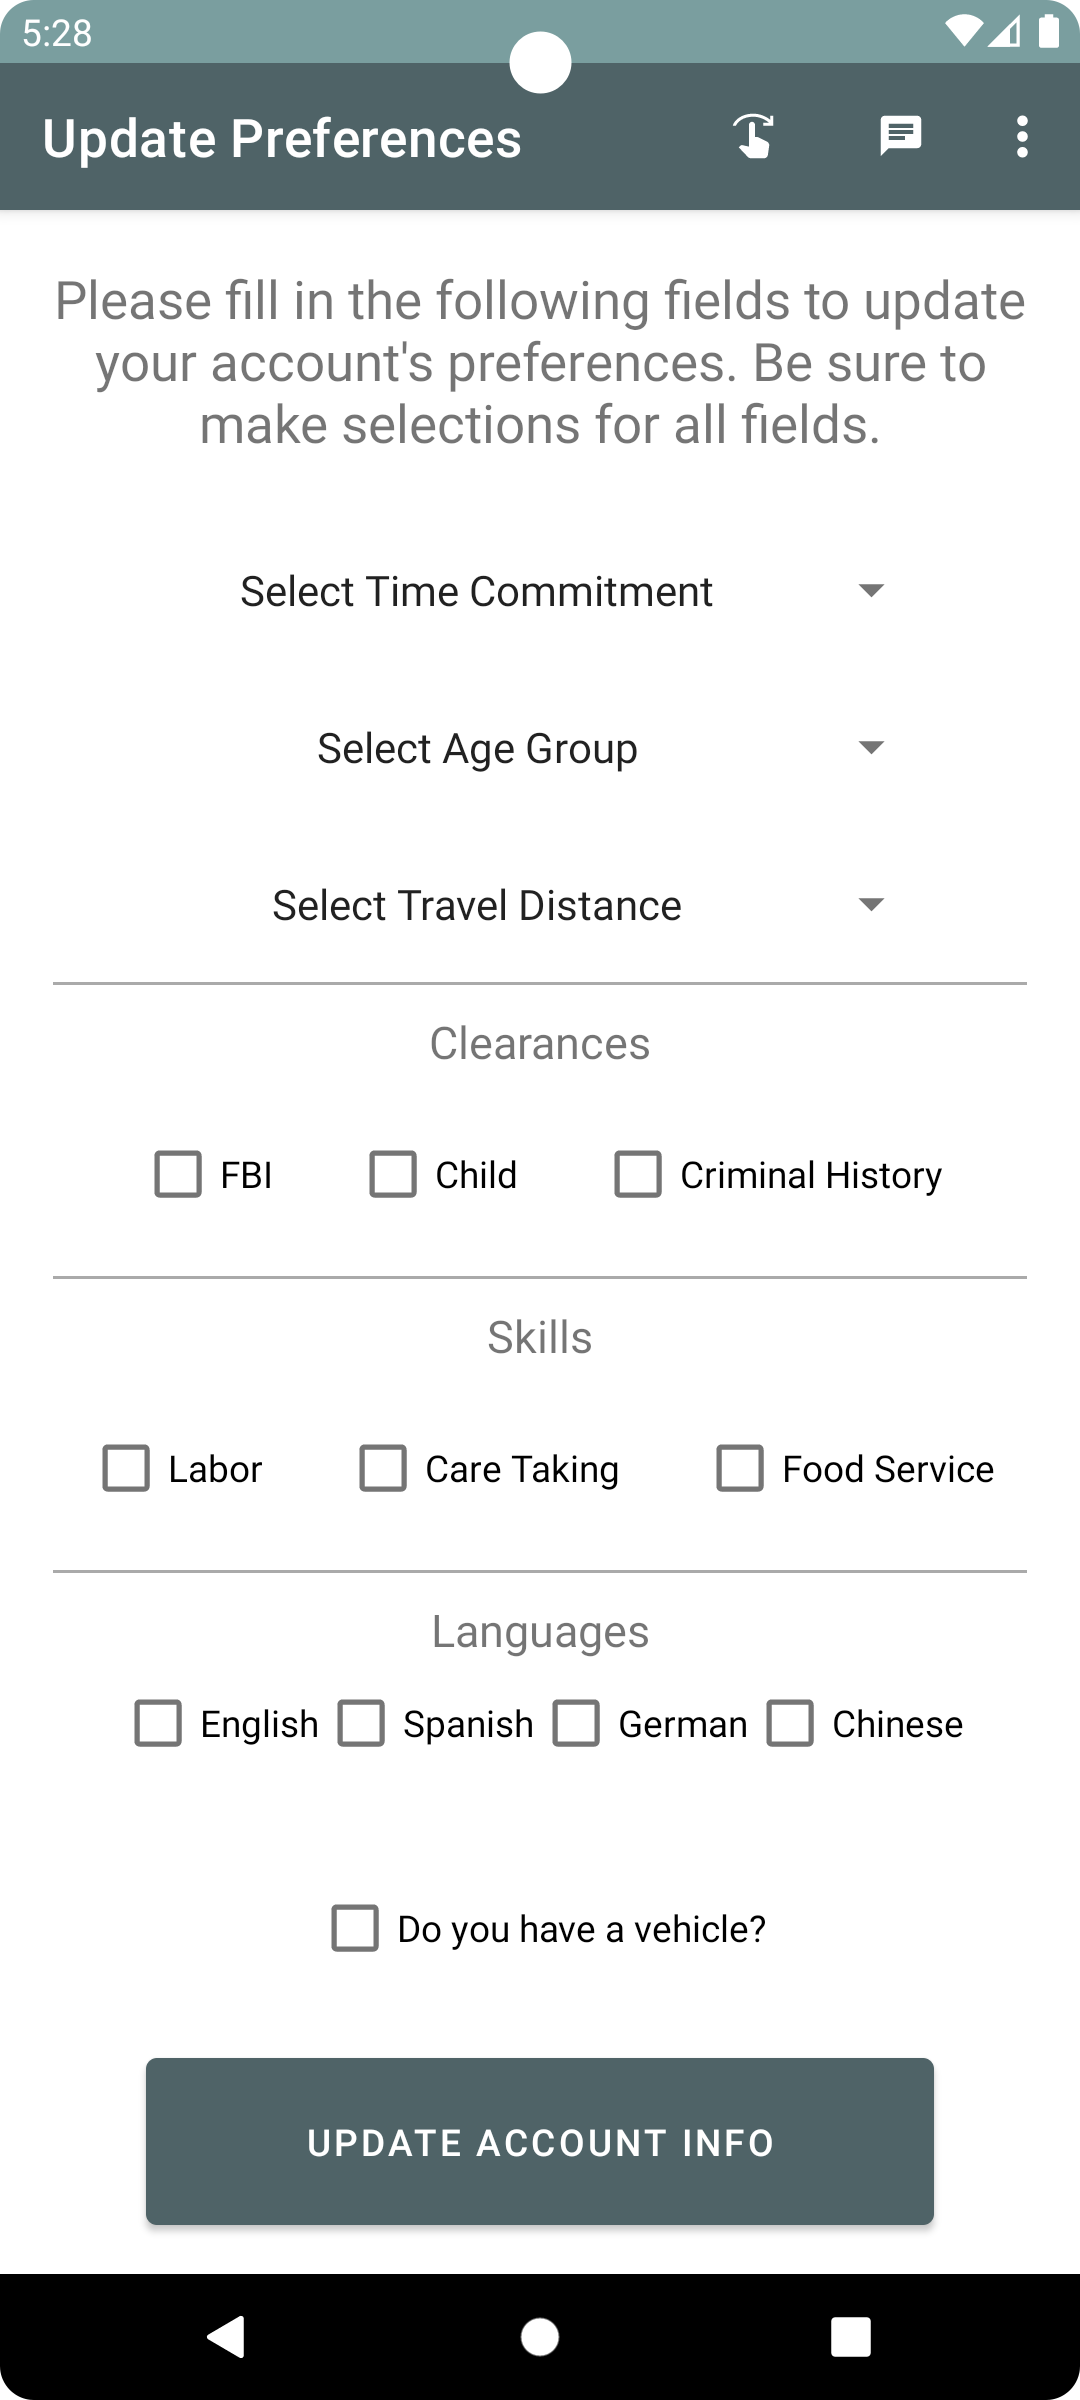 5:28
Update Preferences
Please fill in the following fields to update
your account's preferences. Be sure to
make selections for all fields.
Select Time Commitment
Select Age Group
Select Travel Distance
Clearances
FBI Child Criminal History
Skills
Labor Care Taking Food Service
Languages
English Spanish German Chinese
Do you have a vehicle?
UPDATE ACCOUNT INFO